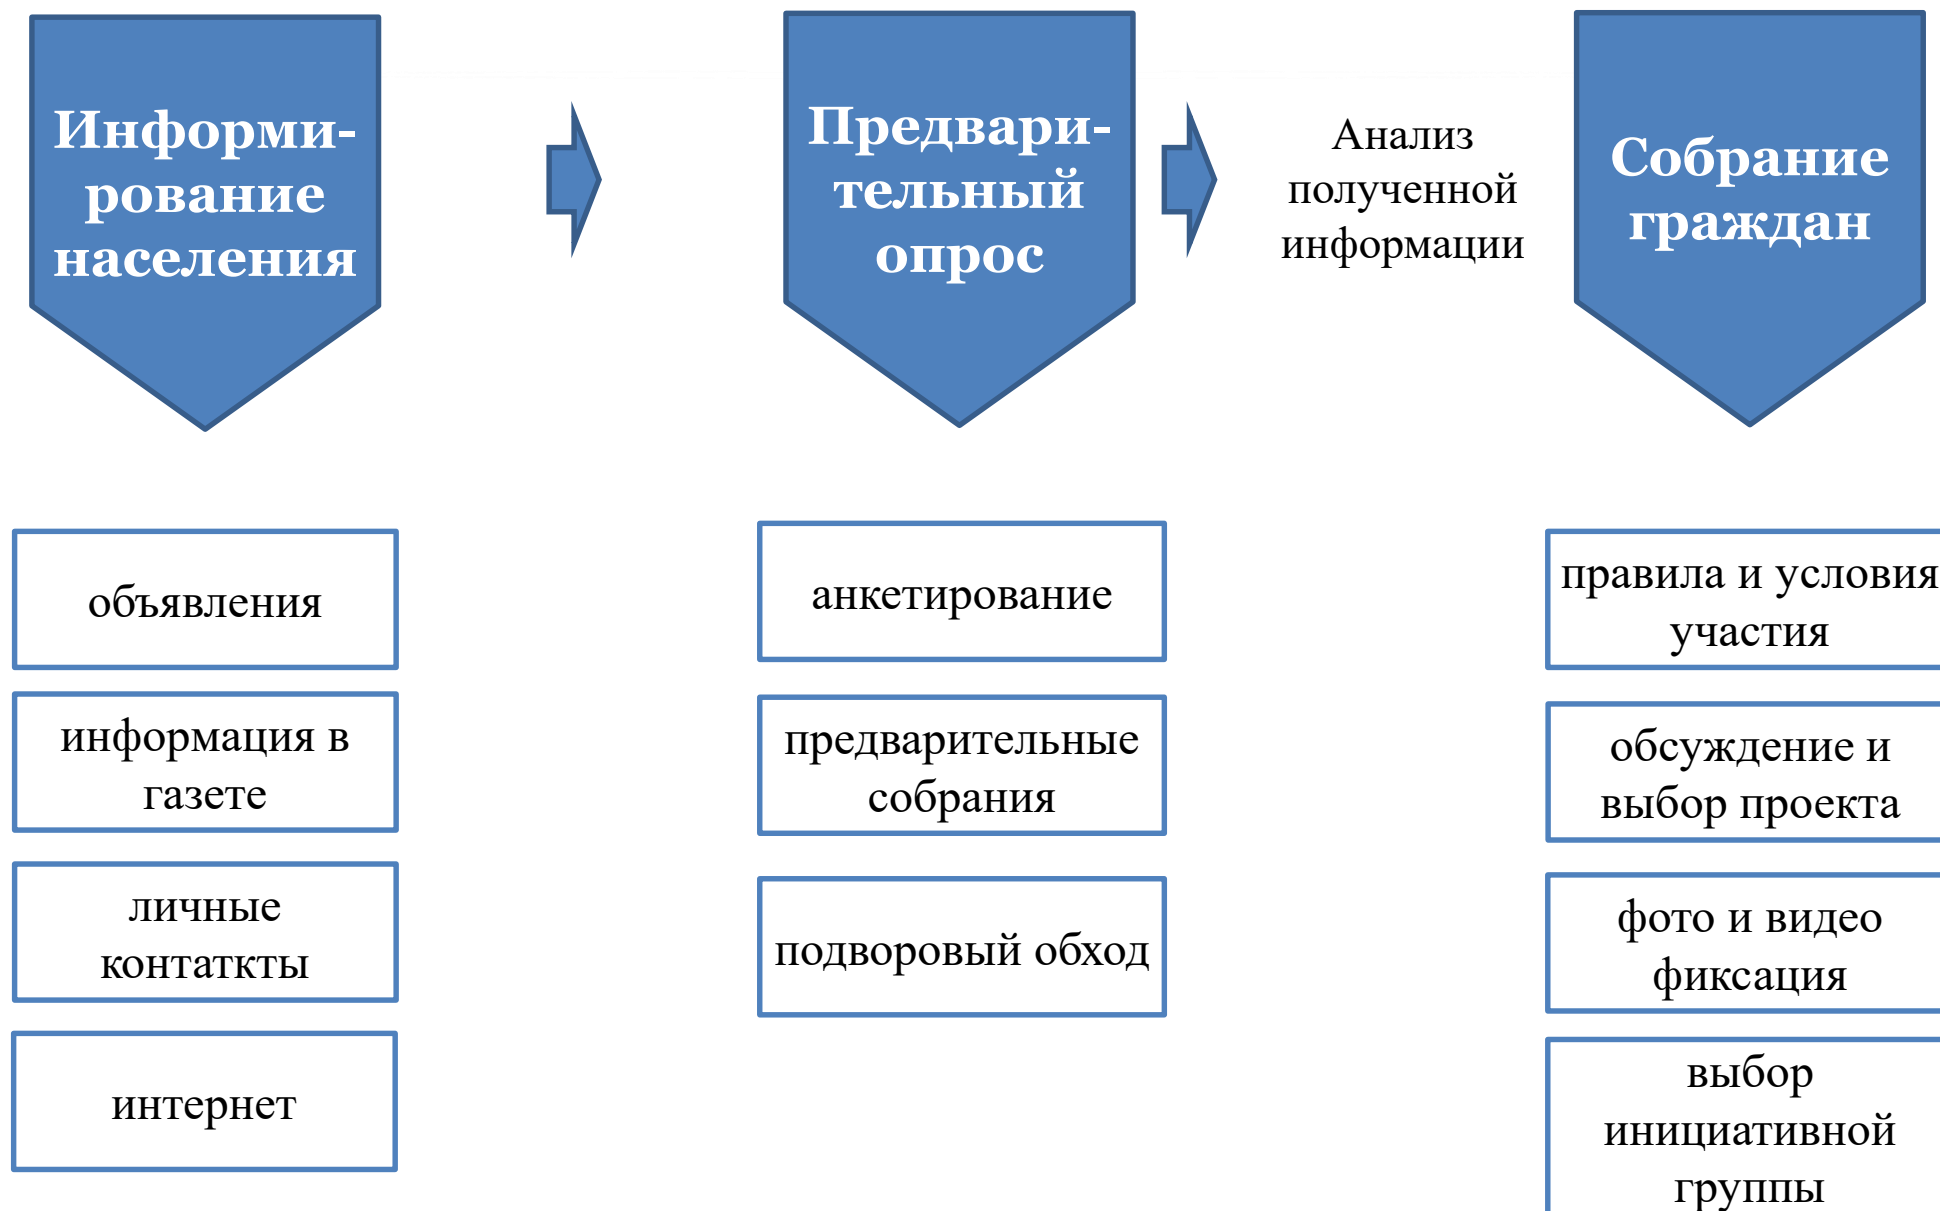 Информи-
рование
населения
Предвари-
тельный
опрос
Анализ
полученной
информации
Собрание
граждан
объявления
информация в
газете
личные
контаткты
интернет
анкетирование
предварительные
собрания
подворовый обход
правила и условия
участия
обсуждение и
выбор проекта
фото и видео
фиксация
выбор
инициативной
группы